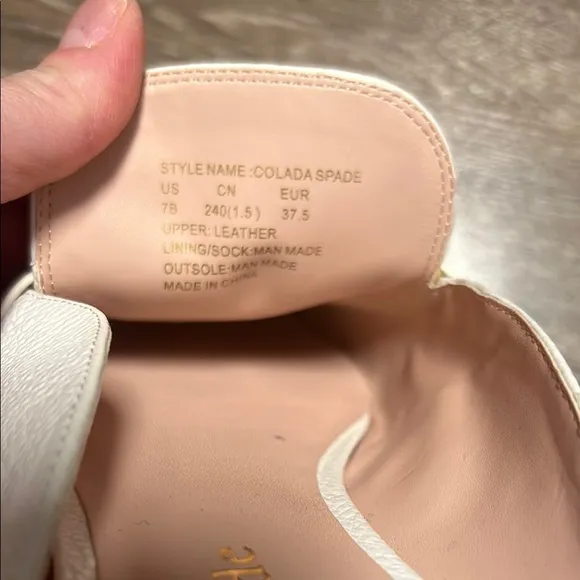 STYLE NAME :COLADA SPADE
US CN EUR
7B 240(1.5) 37.5
UPPER: LEATHER
LINING/SOCK:MAN MADE
OUTSOLE:MAN MADE
MADE IN CHINA